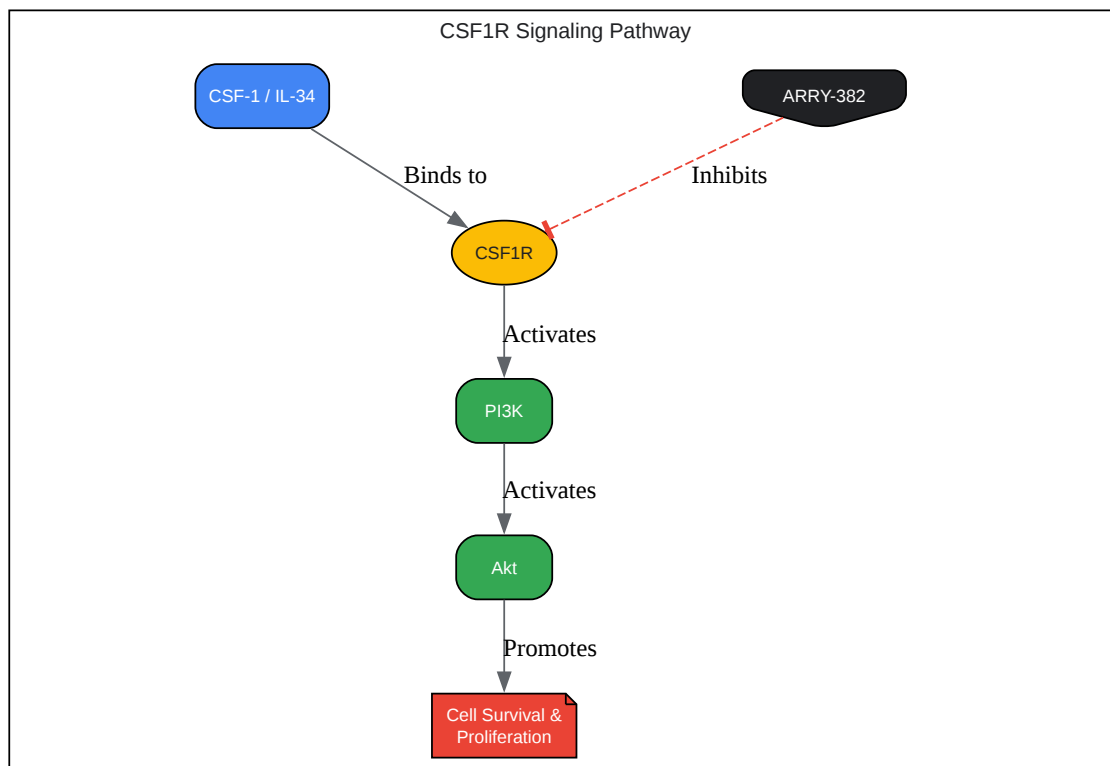 CSF1R Signaling Pathway
CSF-1 / IL-34
ARRY-382
Binds to
Inhibits
CSF1R
Activates
PI3K
Activates
Akt
Promotes
Cell Survival &
Proliferation